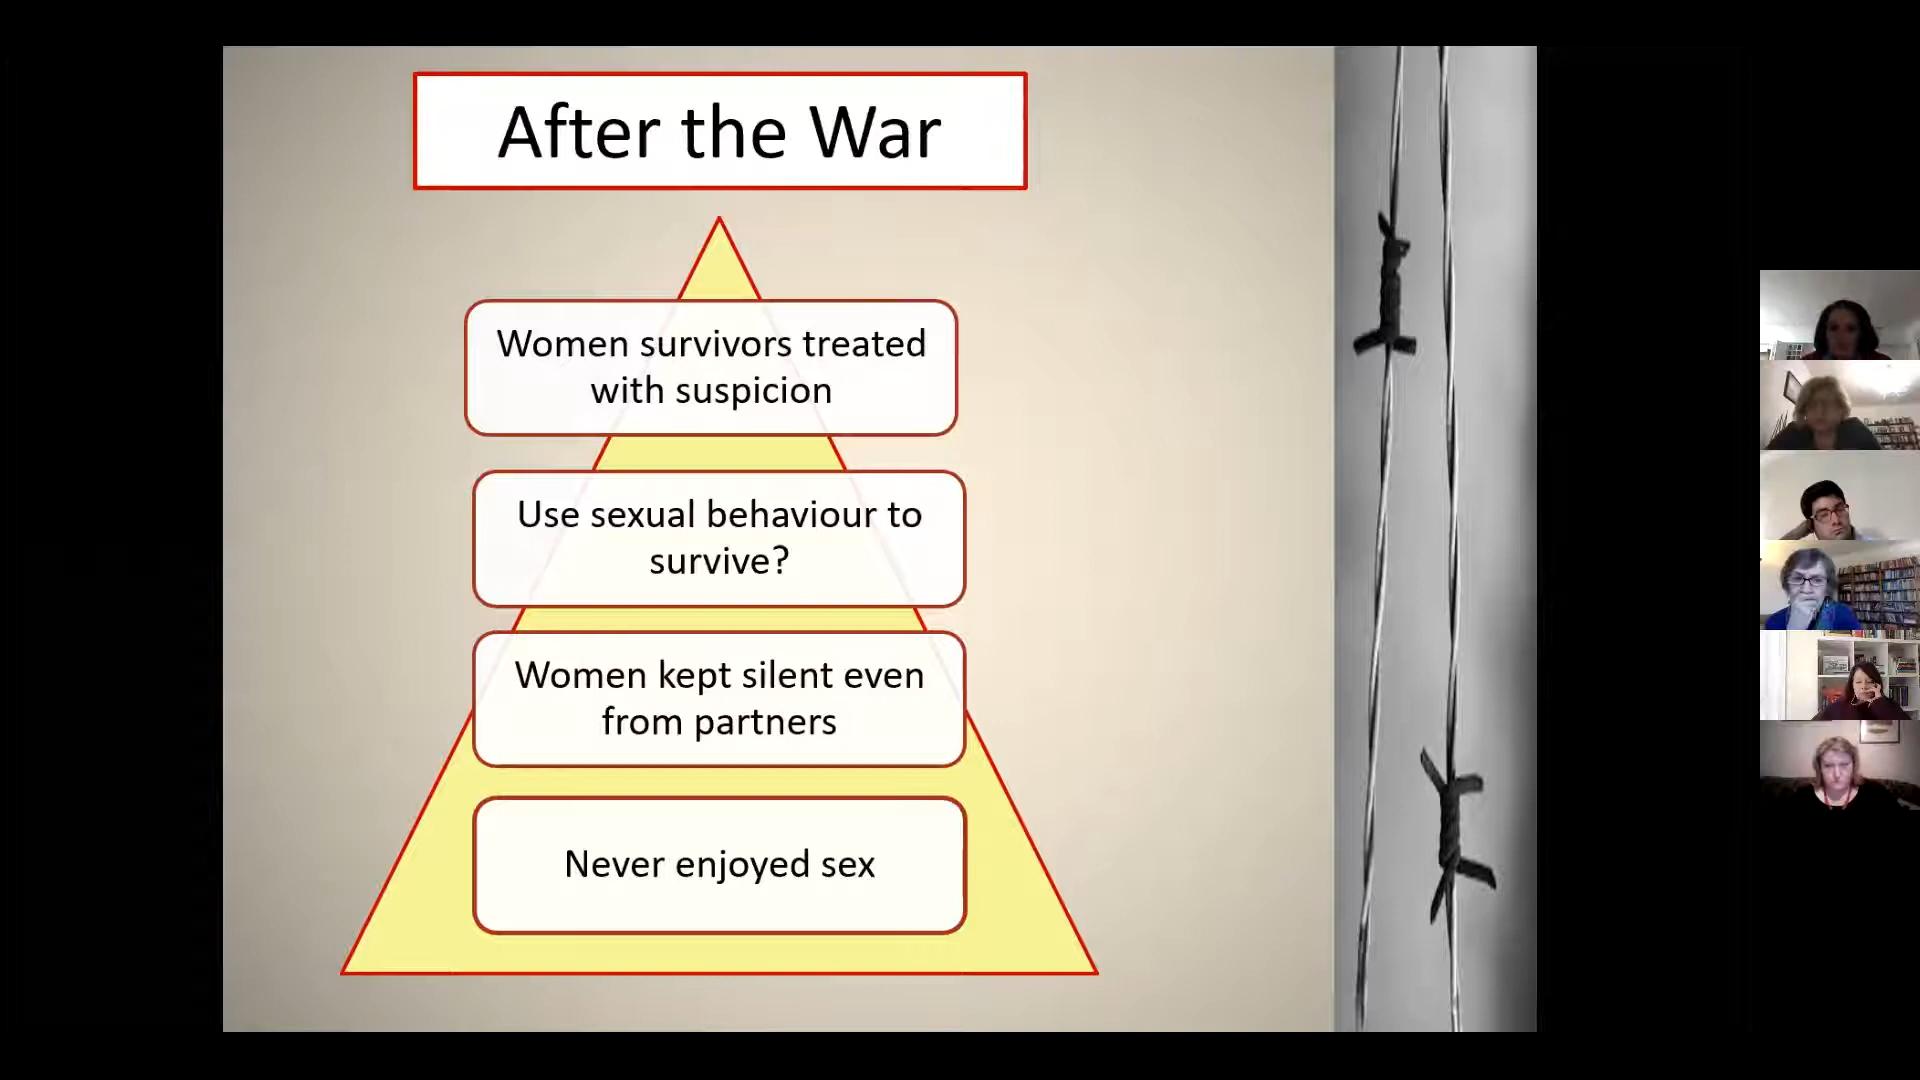 After the War
Women survivors treated
with suspicion
Use sexual behaviour to
survive?
Women kept silent even
from partners
Never enjoyed sex